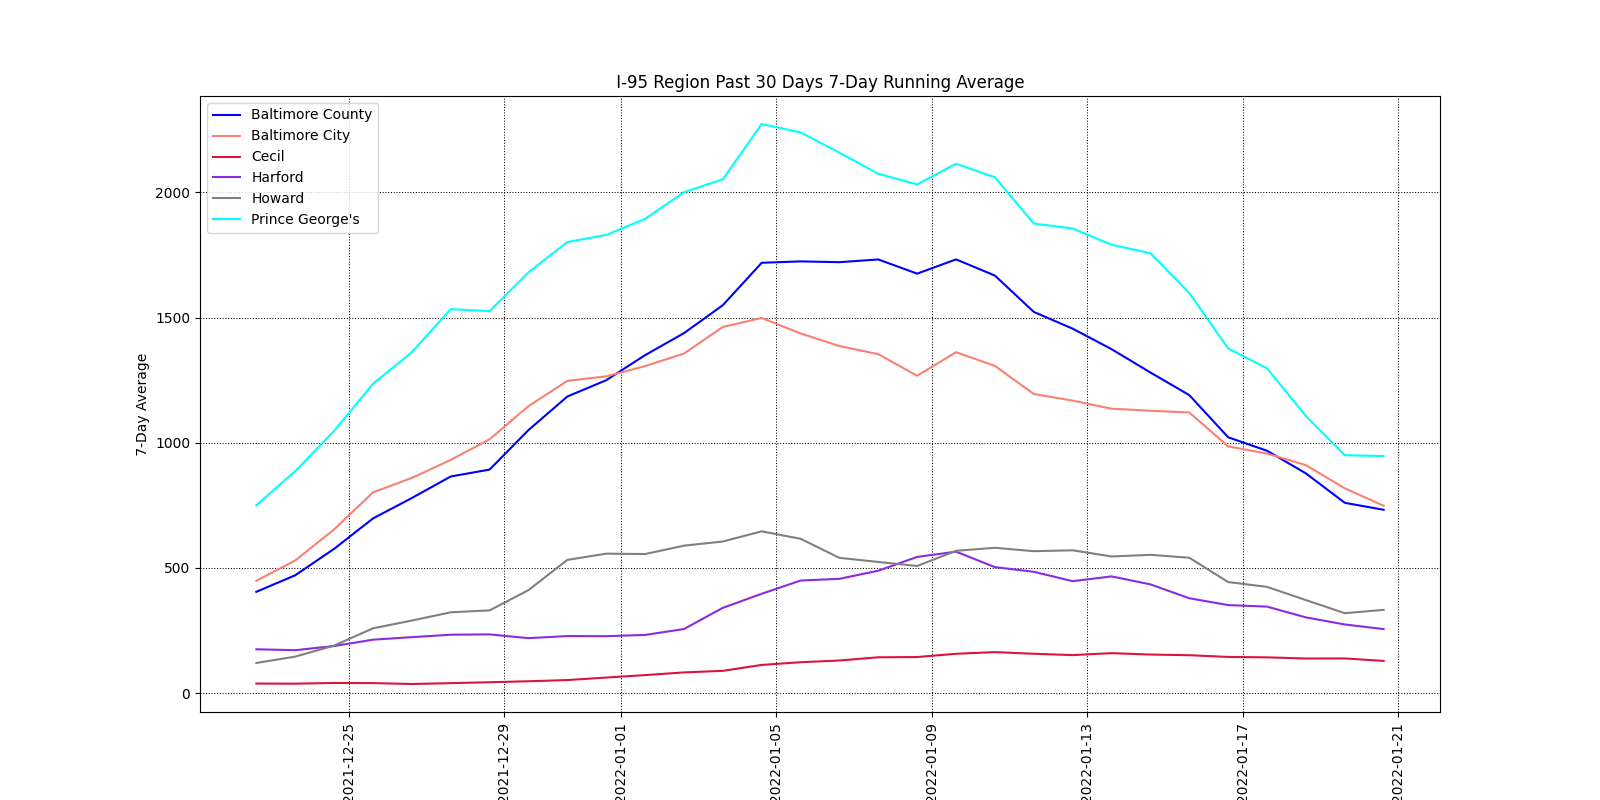 I-95 Region Past 30 Days 7-Day Running Average
Baltimore County
Baltimore City
Cecil
Harford
Howard
Prince George's
7-Day Average
2000
1500
1000
500
0
2021-12-25
2021-12-29
2022-01-01
2022-01-05
2022-01-09
2022-01-13
2022-01-17
2022-01-21